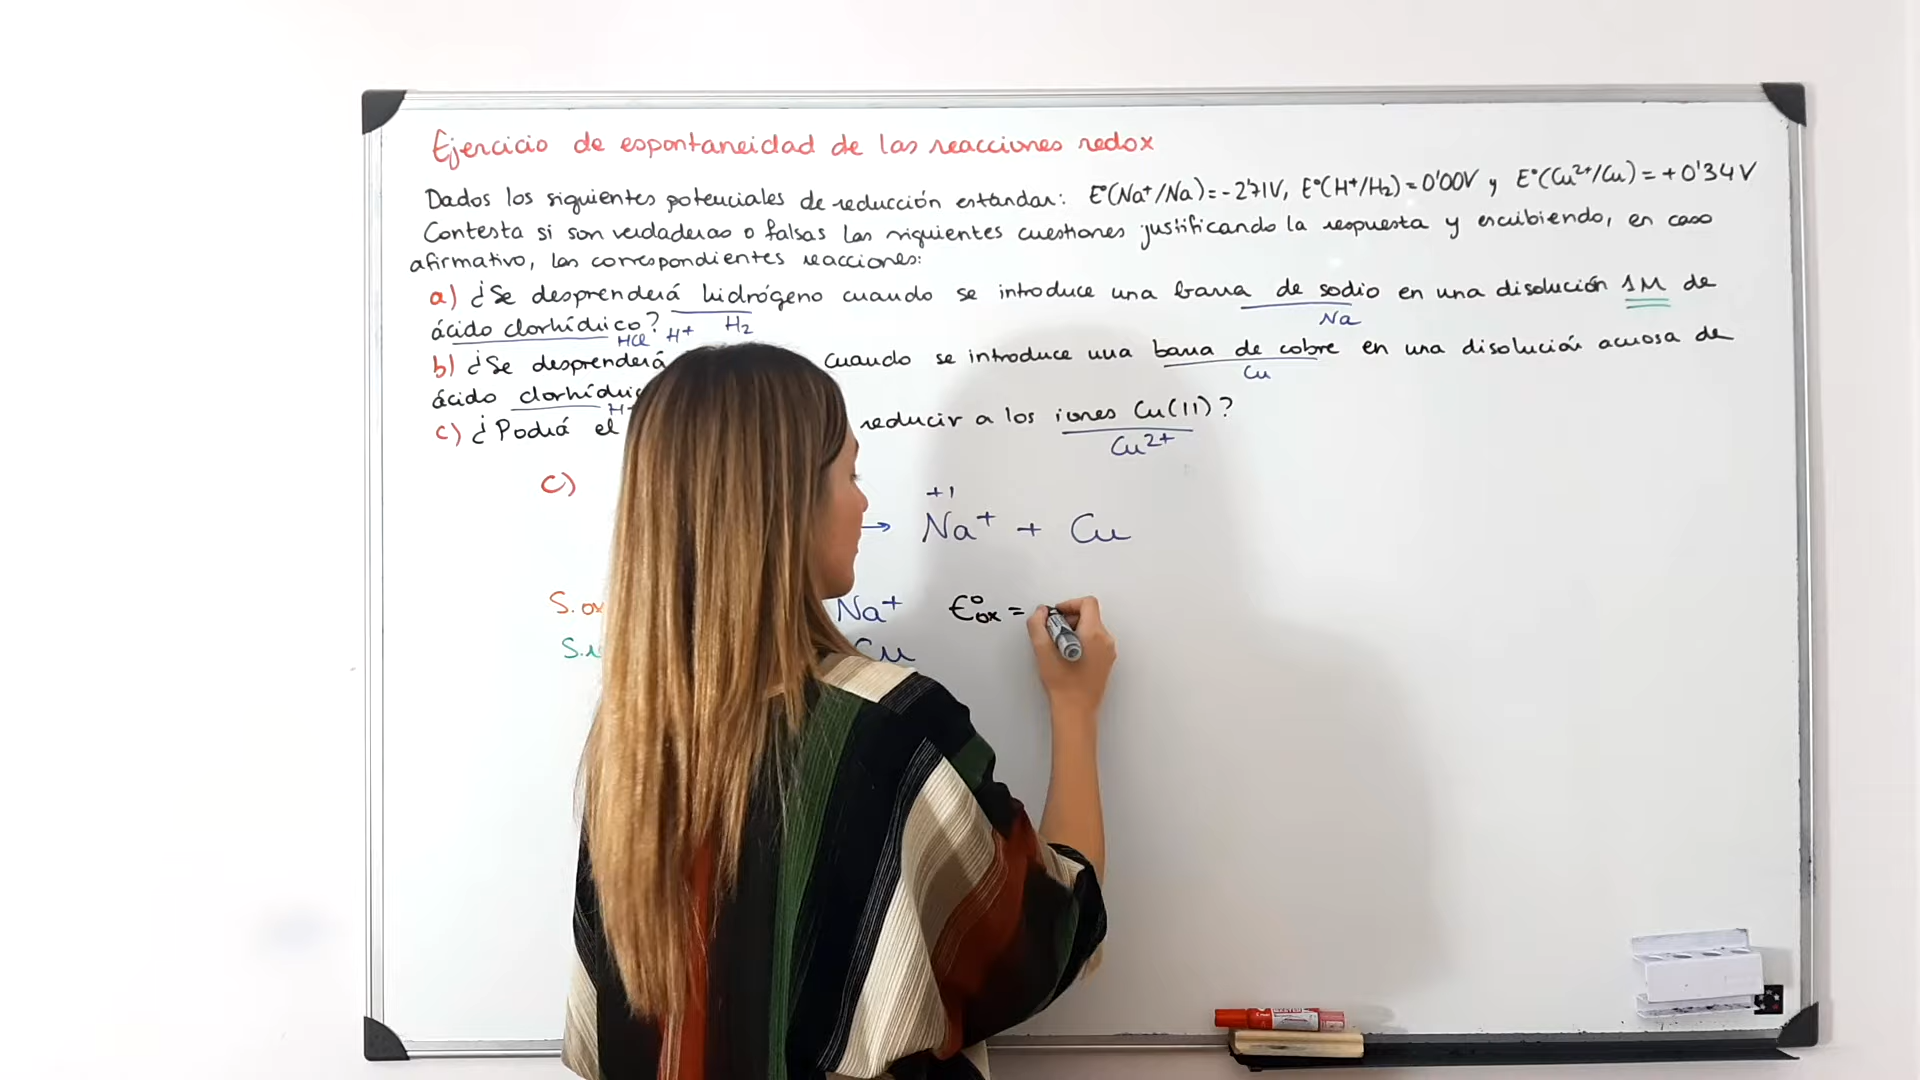 Ejercicio de espontaneidad de las reacciones redox
Dados los siguientes potenciales de reducción estándar: E°(Na⁺/Na)=-2'71V, E°(H⁺/H₂)=0'00V y E°(Cu²⁺/Cu)=+0'34V
Contesta si son verdaderas o falsas las siguientes cuestiones justificando la respuesta y escribiendo, en caso
afirmativo, las correspondientes reacciones:
a) ¿Se desprenderá hidrógeno cuando se introduce una barra de sodio en una disolución 1M de
Na
ácido clorhídrico?
HCl H⁺ H₂
b) ¿Se desprenderá cuando se introduce una barra de cobre en una disolución acuosa de
Cu
ácido
H⁺
c) ¿Podrá el reducir a los iones Cu(II)?
Cu²⁺
c)
+1
→ Na⁺ + Cu
S. Na⁺ E°ox =
S. Cu